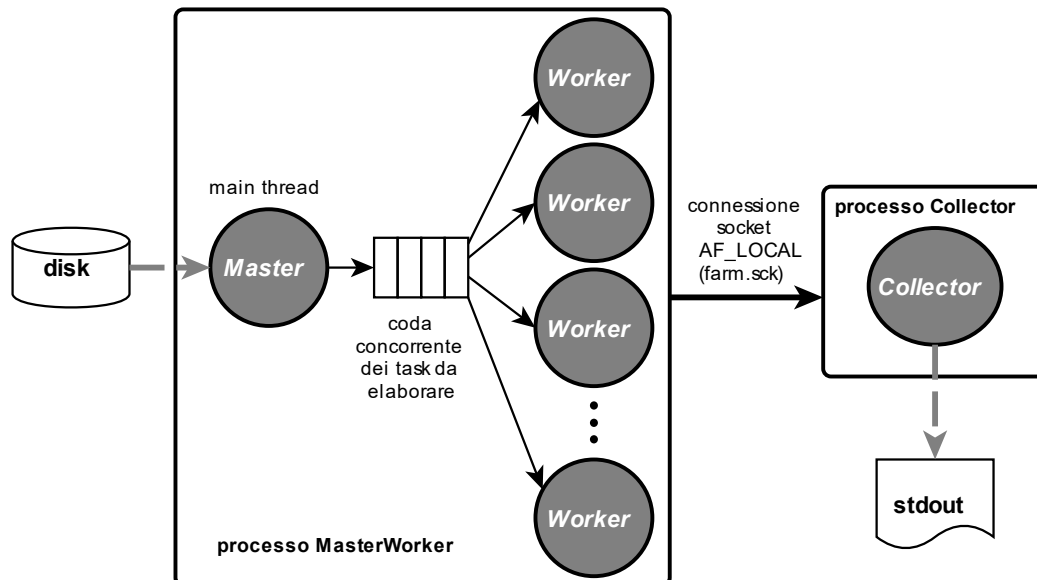 disk
main thread
Master
coda
concorrente
dei task da
elaborare
Worker
Worker
Worker
Worker
processo MasterWorker
connessione
socket
AF_LOCAL
(farm.sck)
processo Collector
Collector
stdout